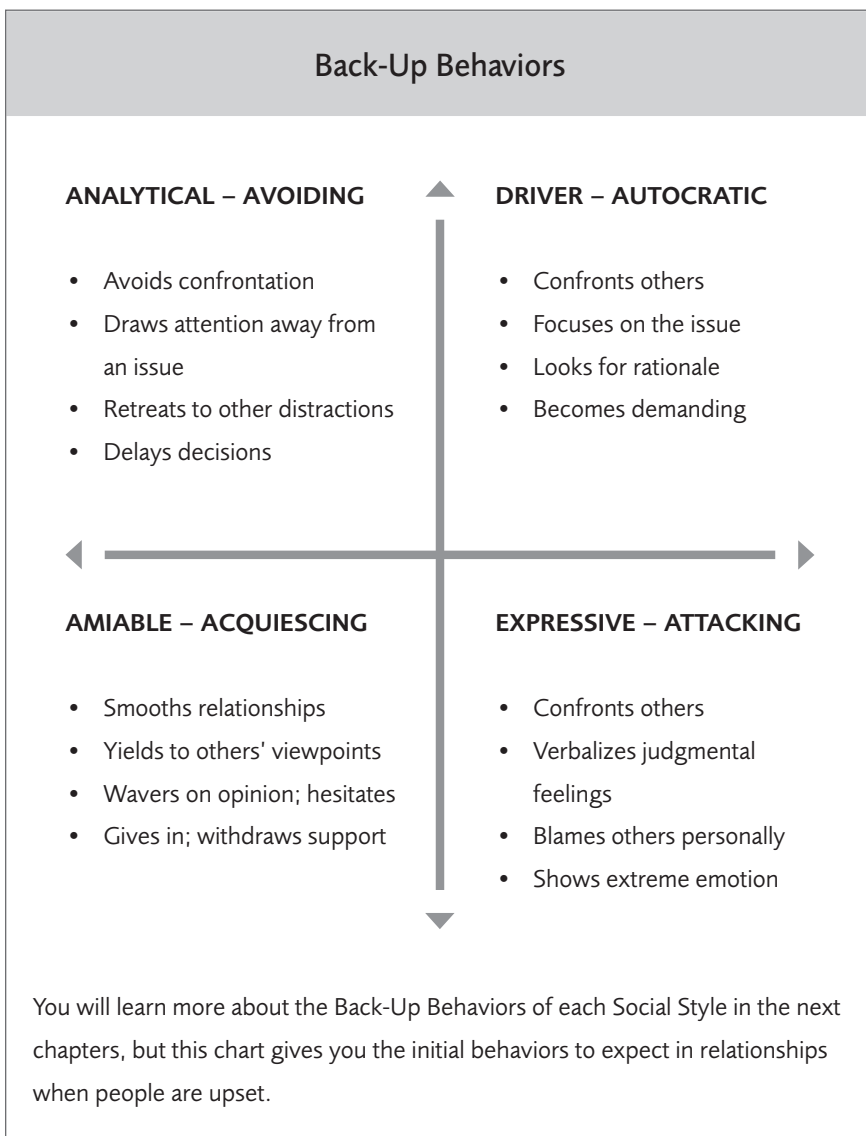 Back-Up Behaviors
ANALYTICAL – AVOIDING
• Avoids confrontation
• Draws attention away from
an issue
• Retreats to other distractions
• Delays decisions
DRIVER – AUTOCRATIC
• Confronts others
• Focuses on the issue
• Looks for rationale
• Becomes demanding
AMIABLE – ACQUIESCING
• Smooths relationships
• Yields to others’ viewpoints
• Wavers on opinion; hesitates
• Gives in; withdraws support
EXPRESSIVE – ATTACKING
• Confronts others
• Verbalizes judgmental
feelings
• Blames others personally
• Shows extreme emotion
You will learn more about the Back-Up Behaviors of each Social Style in the next
chapters, but this chart gives you the initial behaviors to expect in relationships
when people are upset.